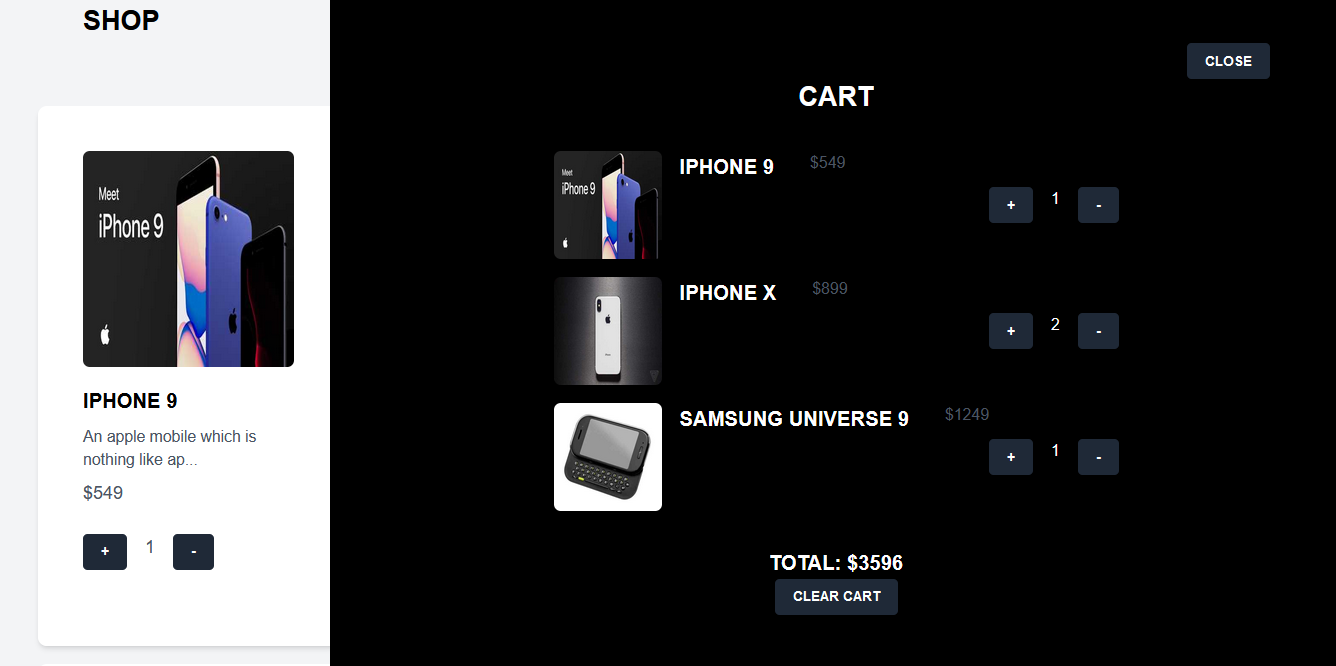 SHOP
Meet
iPhone 9
IPHONE 9
An apple mobile which is
nothing like ap...
$549
+ 1 -
CLOSE
CART
Meet
iPhone 9
IPHONE 9 $549
+ 1 -
IPHONE X $899
+ 2 -
SAMSUNG UNIVERSE 9 $1249
+ 1 -
TOTAL: $3596
CLEAR CART